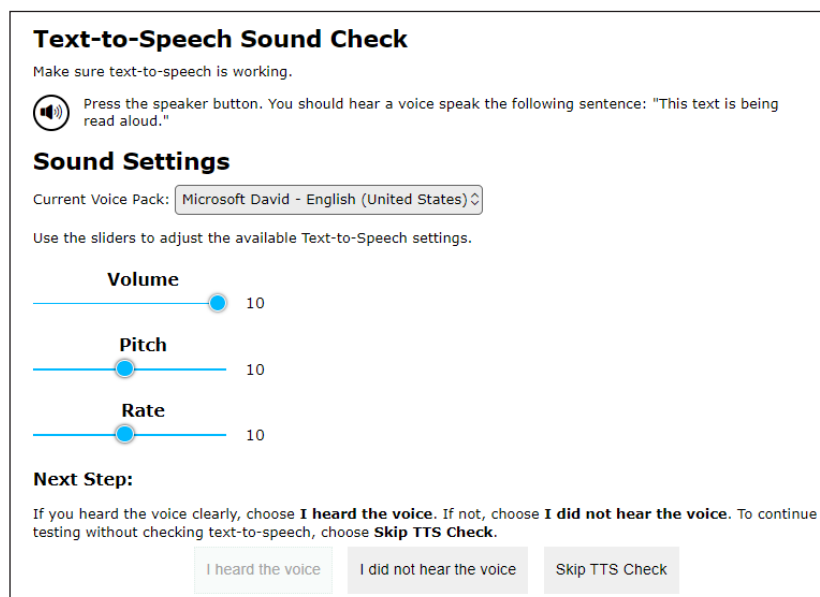 Text-to-Speech Sound Check
Make sure text-to-speech is working.
Press the speaker button. You should hear a voice speak the following sentence: "This text is being
read aloud."
Sound Settings
Current Voice Pack: Microsoft David - English (United States)
Use the sliders to adjust the available Text-to-Speech settings.
Volume
10
Pitch
10
Rate
10
Next Step:
If you heard the voice clearly, choose I heard the voice. If not, choose I did not hear the voice. To continue
testing without checking text-to-speech, choose Skip TTS Check.
I heard the voice I did not hear the voice Skip TTS Check